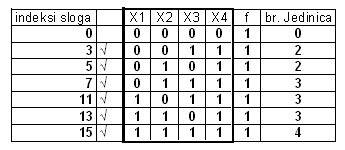 indeksi sloga X1 X2 X3 X4 f br. Jedinica
0 0 0 0 0 1 0
3 √ 0 0 1 1 1 2
5 √ 0 1 0 1 1 2
7 √ 0 1 1 1 1 3
11 √ 1 0 1 1 1 3
13 √ 1 1 0 1 1 3
15 √ 1 1 1 1 1 4